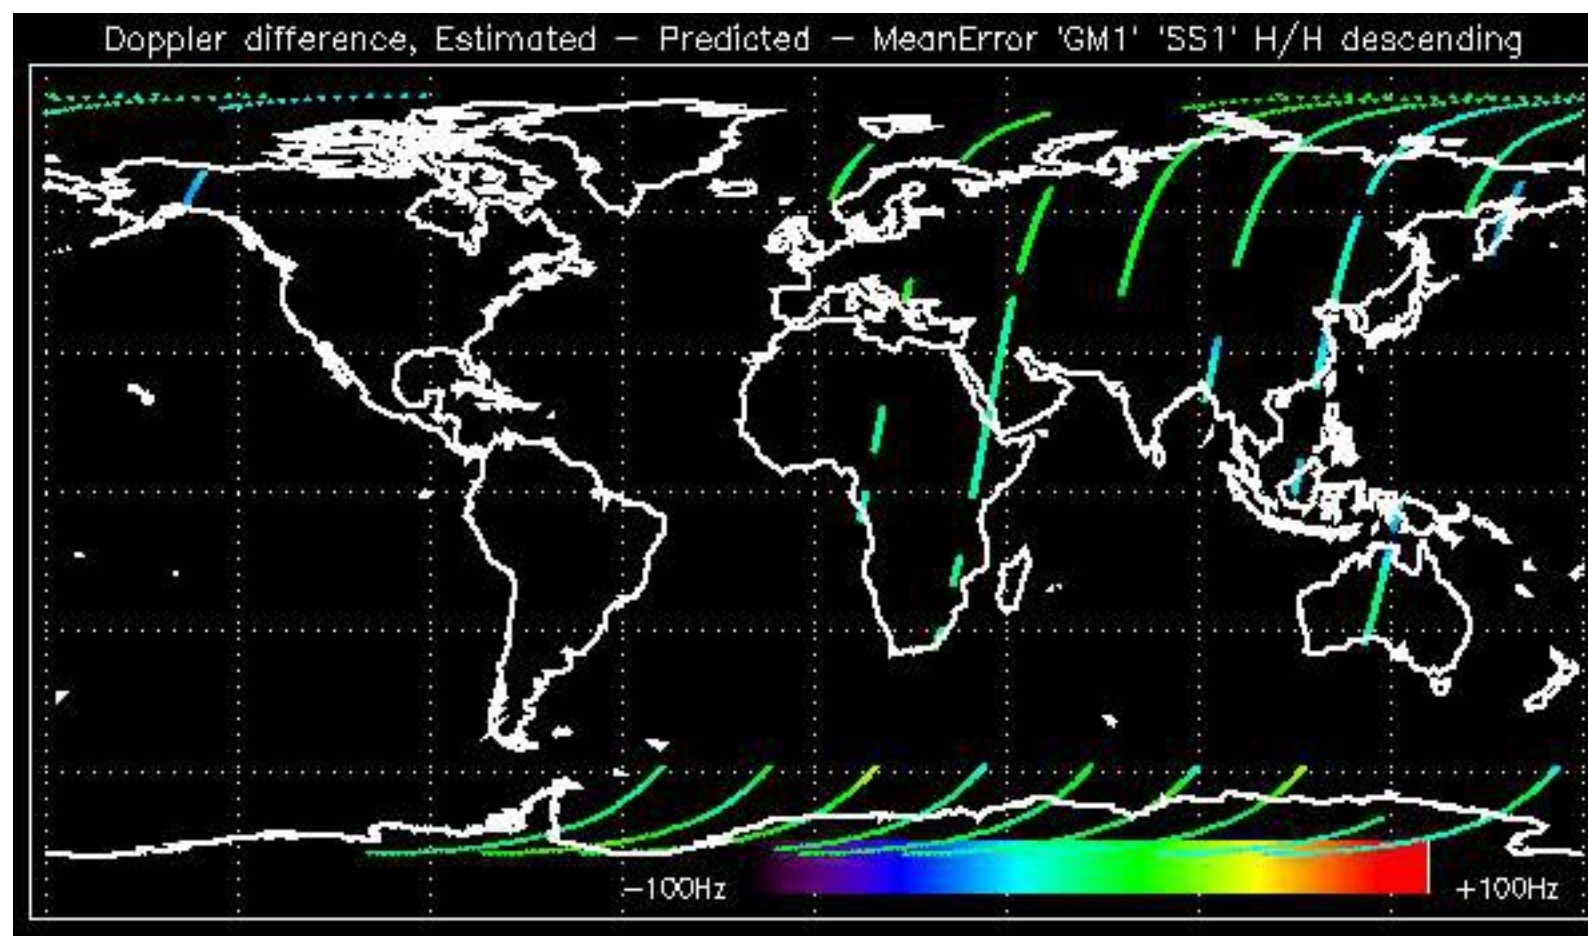 Doppler difference, Estimated – Predicted – MeanError 'GM1' 'SS1' H/H descending
–100Hz +100Hz